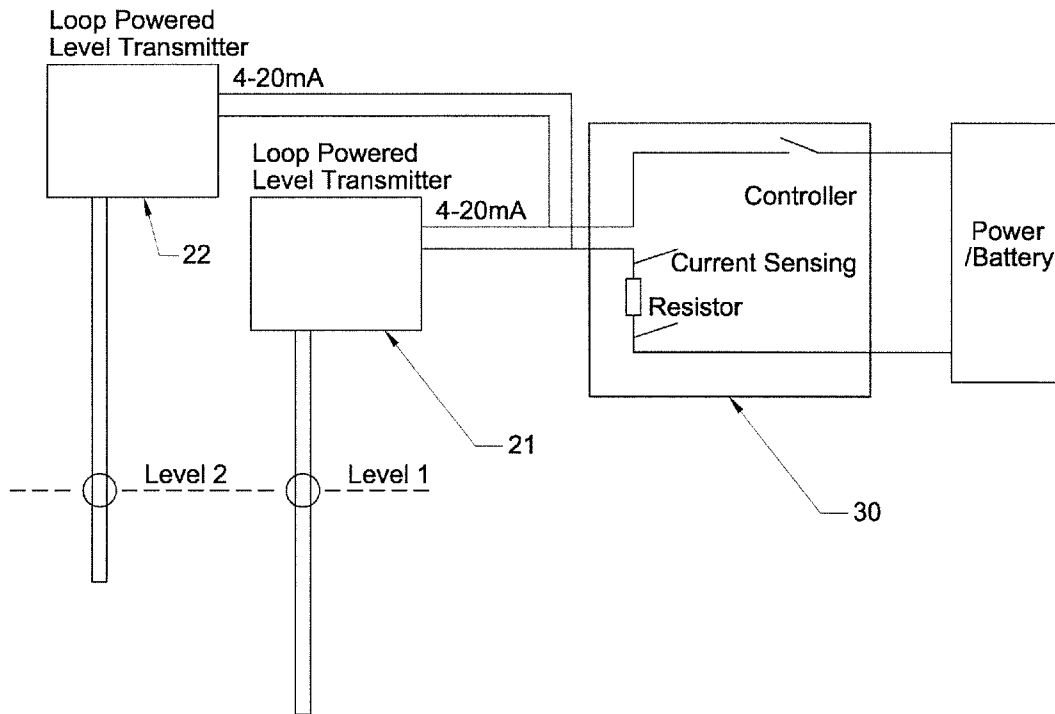 Loop Powered
Level Transmitter
4-20mA
Loop Powered
Level Transmitter
4-20mA
Controller
Power
/Battery
22
Current Sensing
Resistor
21
Level 2
Level 1
30